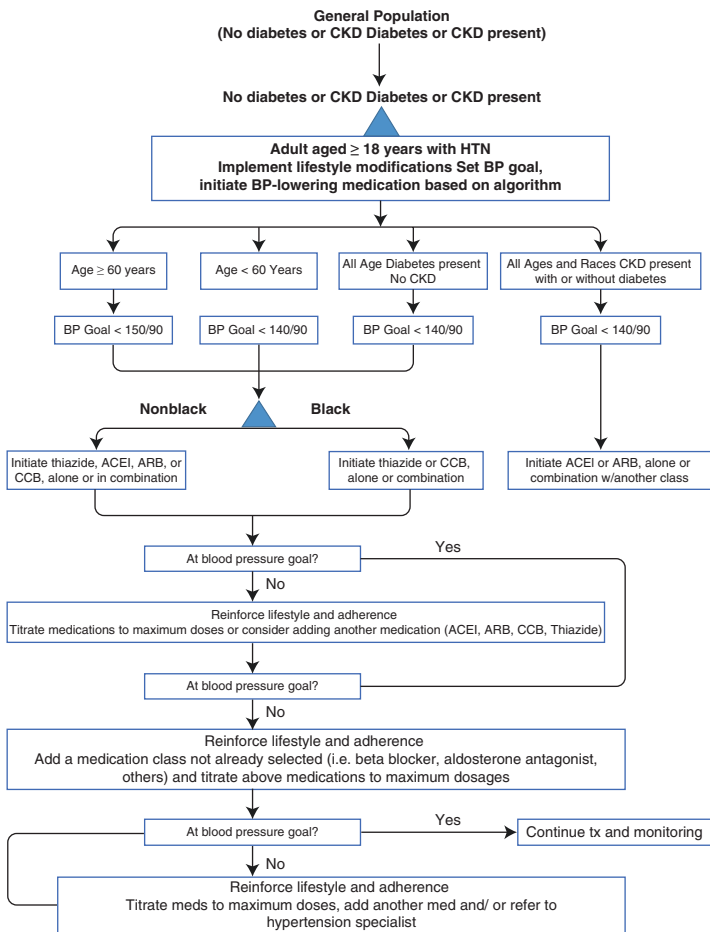 General Population
(No diabetes or CKD Diabetes or CKD present)
No diabetes or CKD Diabetes or CKD present
Adult aged ≥ 18 years with HTN
Implement lifestyle modifications Set BP goal,
initiate BP-lowering medication based on algorithm
Age ≥ 60 years
Age < 60 Years
All Age Diabetes present
No CKD
All Ages and Races CKD present
with or without diabetes
BP Goal < 150/90
BP Goal < 140/90
BP Goal < 140/90
BP Goal < 140/90
Nonblack
Black
Initiate thiazide, ACEI, ARB, or
CCB, alone or in combination
Initiate thiazide or CCB,
alone or combination
Initiate ACEI or ARB, alone or
combination w/another class
At blood pressure goal?
Yes
No
Reinforce lifestyle and adherence
Titrate medications to maximum doses or consider adding another medication (ACEI, ARB, CCB, Thiazide)
At blood pressure goal?
No
Reinforce lifestyle and adherence
Add a medication class not already selected (i.e. beta blocker, aldosterone antagonist,
others) and titrate above medications to maximum dosages
At blood pressure goal?
Yes
Continue tx and monitoring
No
Reinforce lifestyle and adherence
Titrate meds to maximum doses, add another med and/ or refer to
hypertension specialist